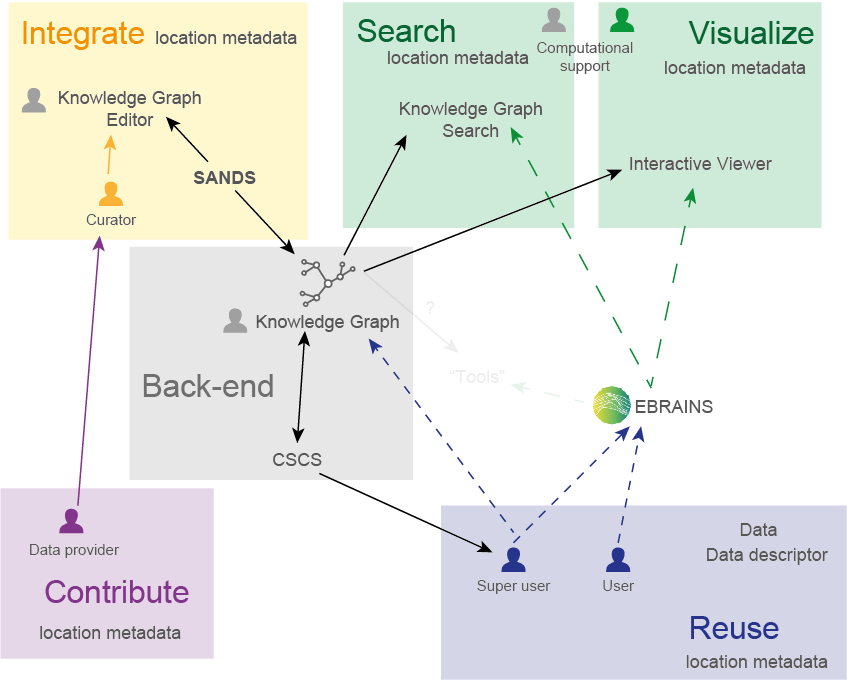 Integrate location metadata
Knowledge Graph
Editor
SANDS
Curator
Search
location metadata
Computational
support
Knowledge Graph
Search
Visualize
location metadata
Interactive Viewer
Knowledge Graph
Back-end
CSCS
?
“Tools”
EBRAINS
Data provider
Contribute
location metadata
Data
Data descriptor
Super user
User
Reuse
location metadata